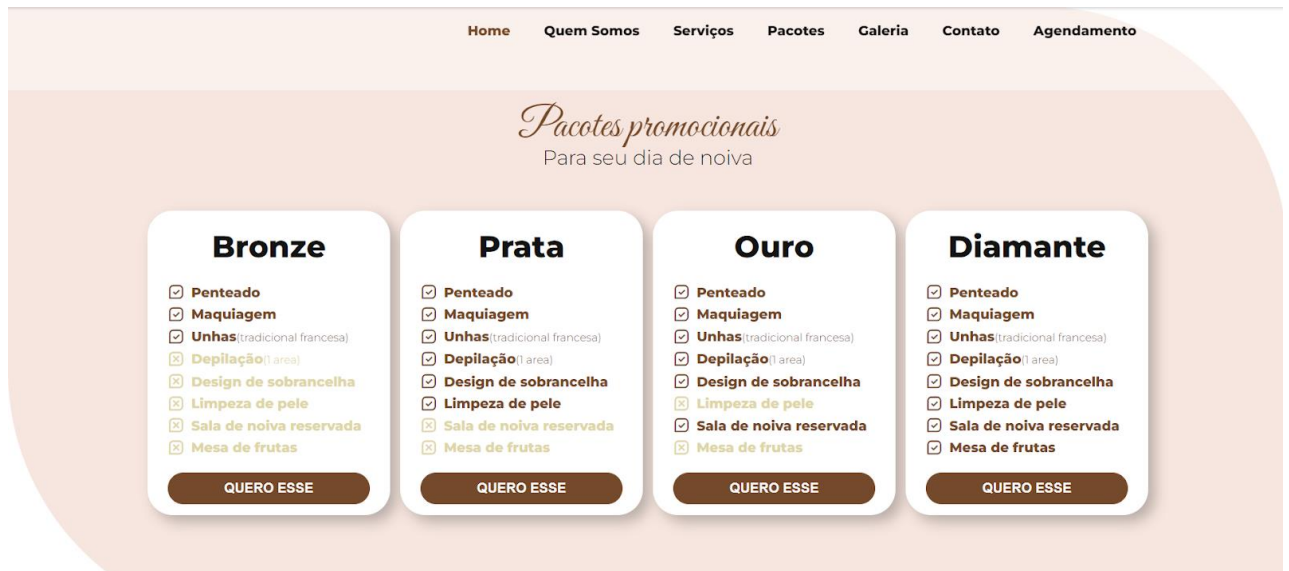 Home Quem Somos Serviços Pacotes Galeria Contato Agendamento
Pacotes promocionais
Para seu dia de noiva
Bronze
Penteado
Maquiagem
Unhas(tradicional francesa)
Depilação(1 area)
Design de sobrancelha
Limpeza de pele
Sala de noiva reservada
Mesa de frutas
QUERO ESSE
Prata
Penteado
Maquiagem
Unhas(tradicional francesa)
Depilação(1 area)
Design de sobrancelha
Limpeza de pele
Sala de noiva reservada
Mesa de frutas
QUERO ESSE
Ouro
Penteado
Maquiagem
Unhas(tradicional francesa)
Depilação(1 area)
Design de sobrancelha
Limpeza de pele
Sala de noiva reservada
Mesa de frutas
QUERO ESSE
Diamante
Penteado
Maquiagem
Unhas(tradicional francesa)
Depilação(1 area)
Design de sobrancelha
Limpeza de pele
Sala de noiva reservada
Mesa de frutas
QUERO ESSE